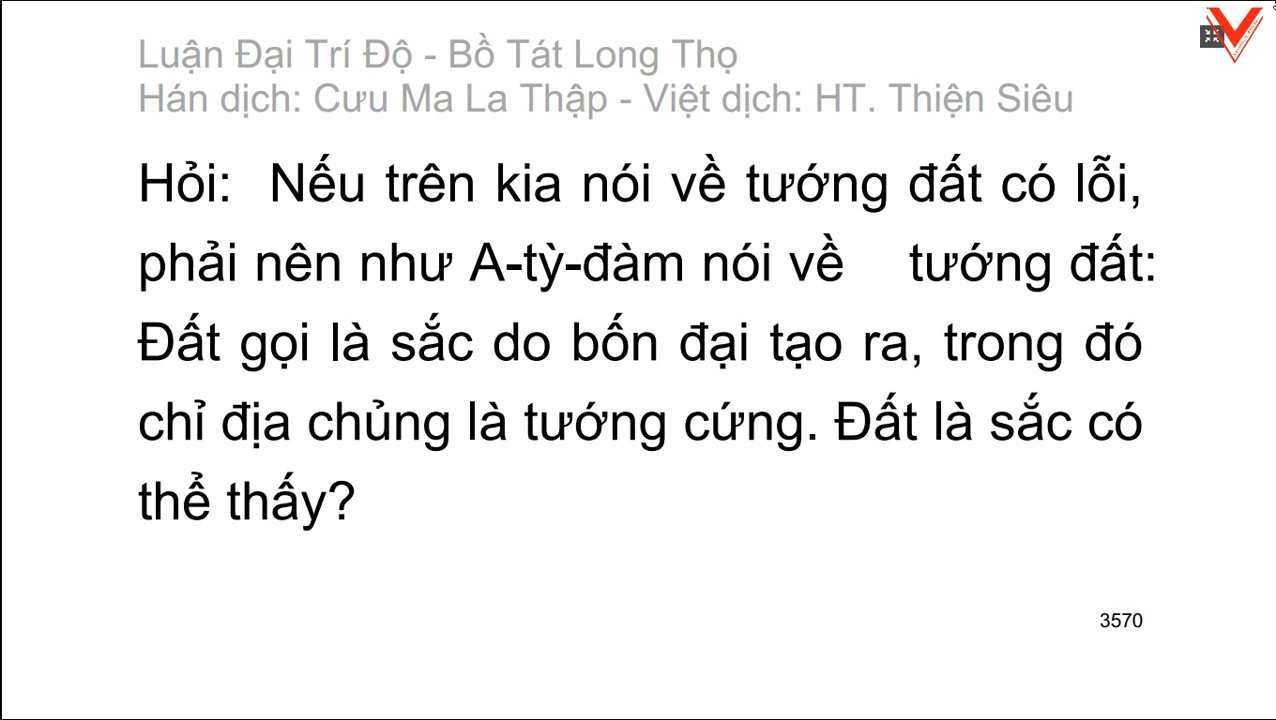 Luận Đại Trí Độ - Bồ Tát Long Thọ
Hán dịch: Cưu Ma La Thập - Việt dịch: HT. Thiện Siêu
Hỏi: Nếu trên kia nói về tướng đất có lỗi,
phải nên như A-tỳ-đàm nói về tướng đất:
Đất gọi là sắc do bốn đại tạo ra, trong đó
chỉ địa chủng là tướng cứng. Đất là sắc có
thể thấy?
3570